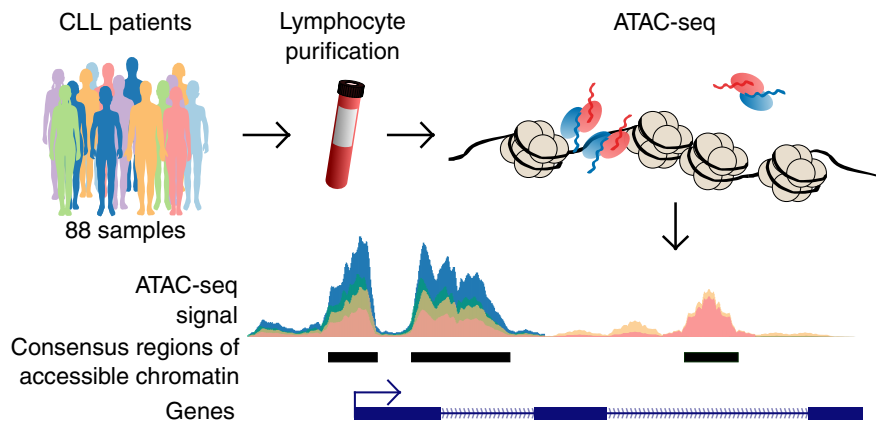 CLL patients
Lymphocyte
purification
ATAC-seq
88 samples
ATAC-seq
signal
Consensus regions of
accessible chromatin
Genes